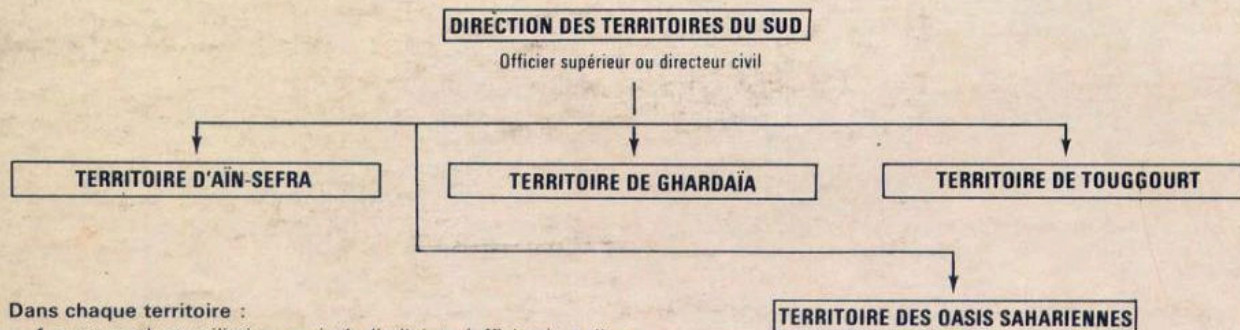 DIRECTION DES TERRITOIRES DU SUD
Officier supérieur ou directeur civil
TERRITOIRE D'AÏN-SEFRA
TERRITOIRE DE GHARDAÏA
TERRITOIRE DE TOUGGOURT
TERRITOIRE DES OASIS SAHARIENNES
Dans chaque territoire :